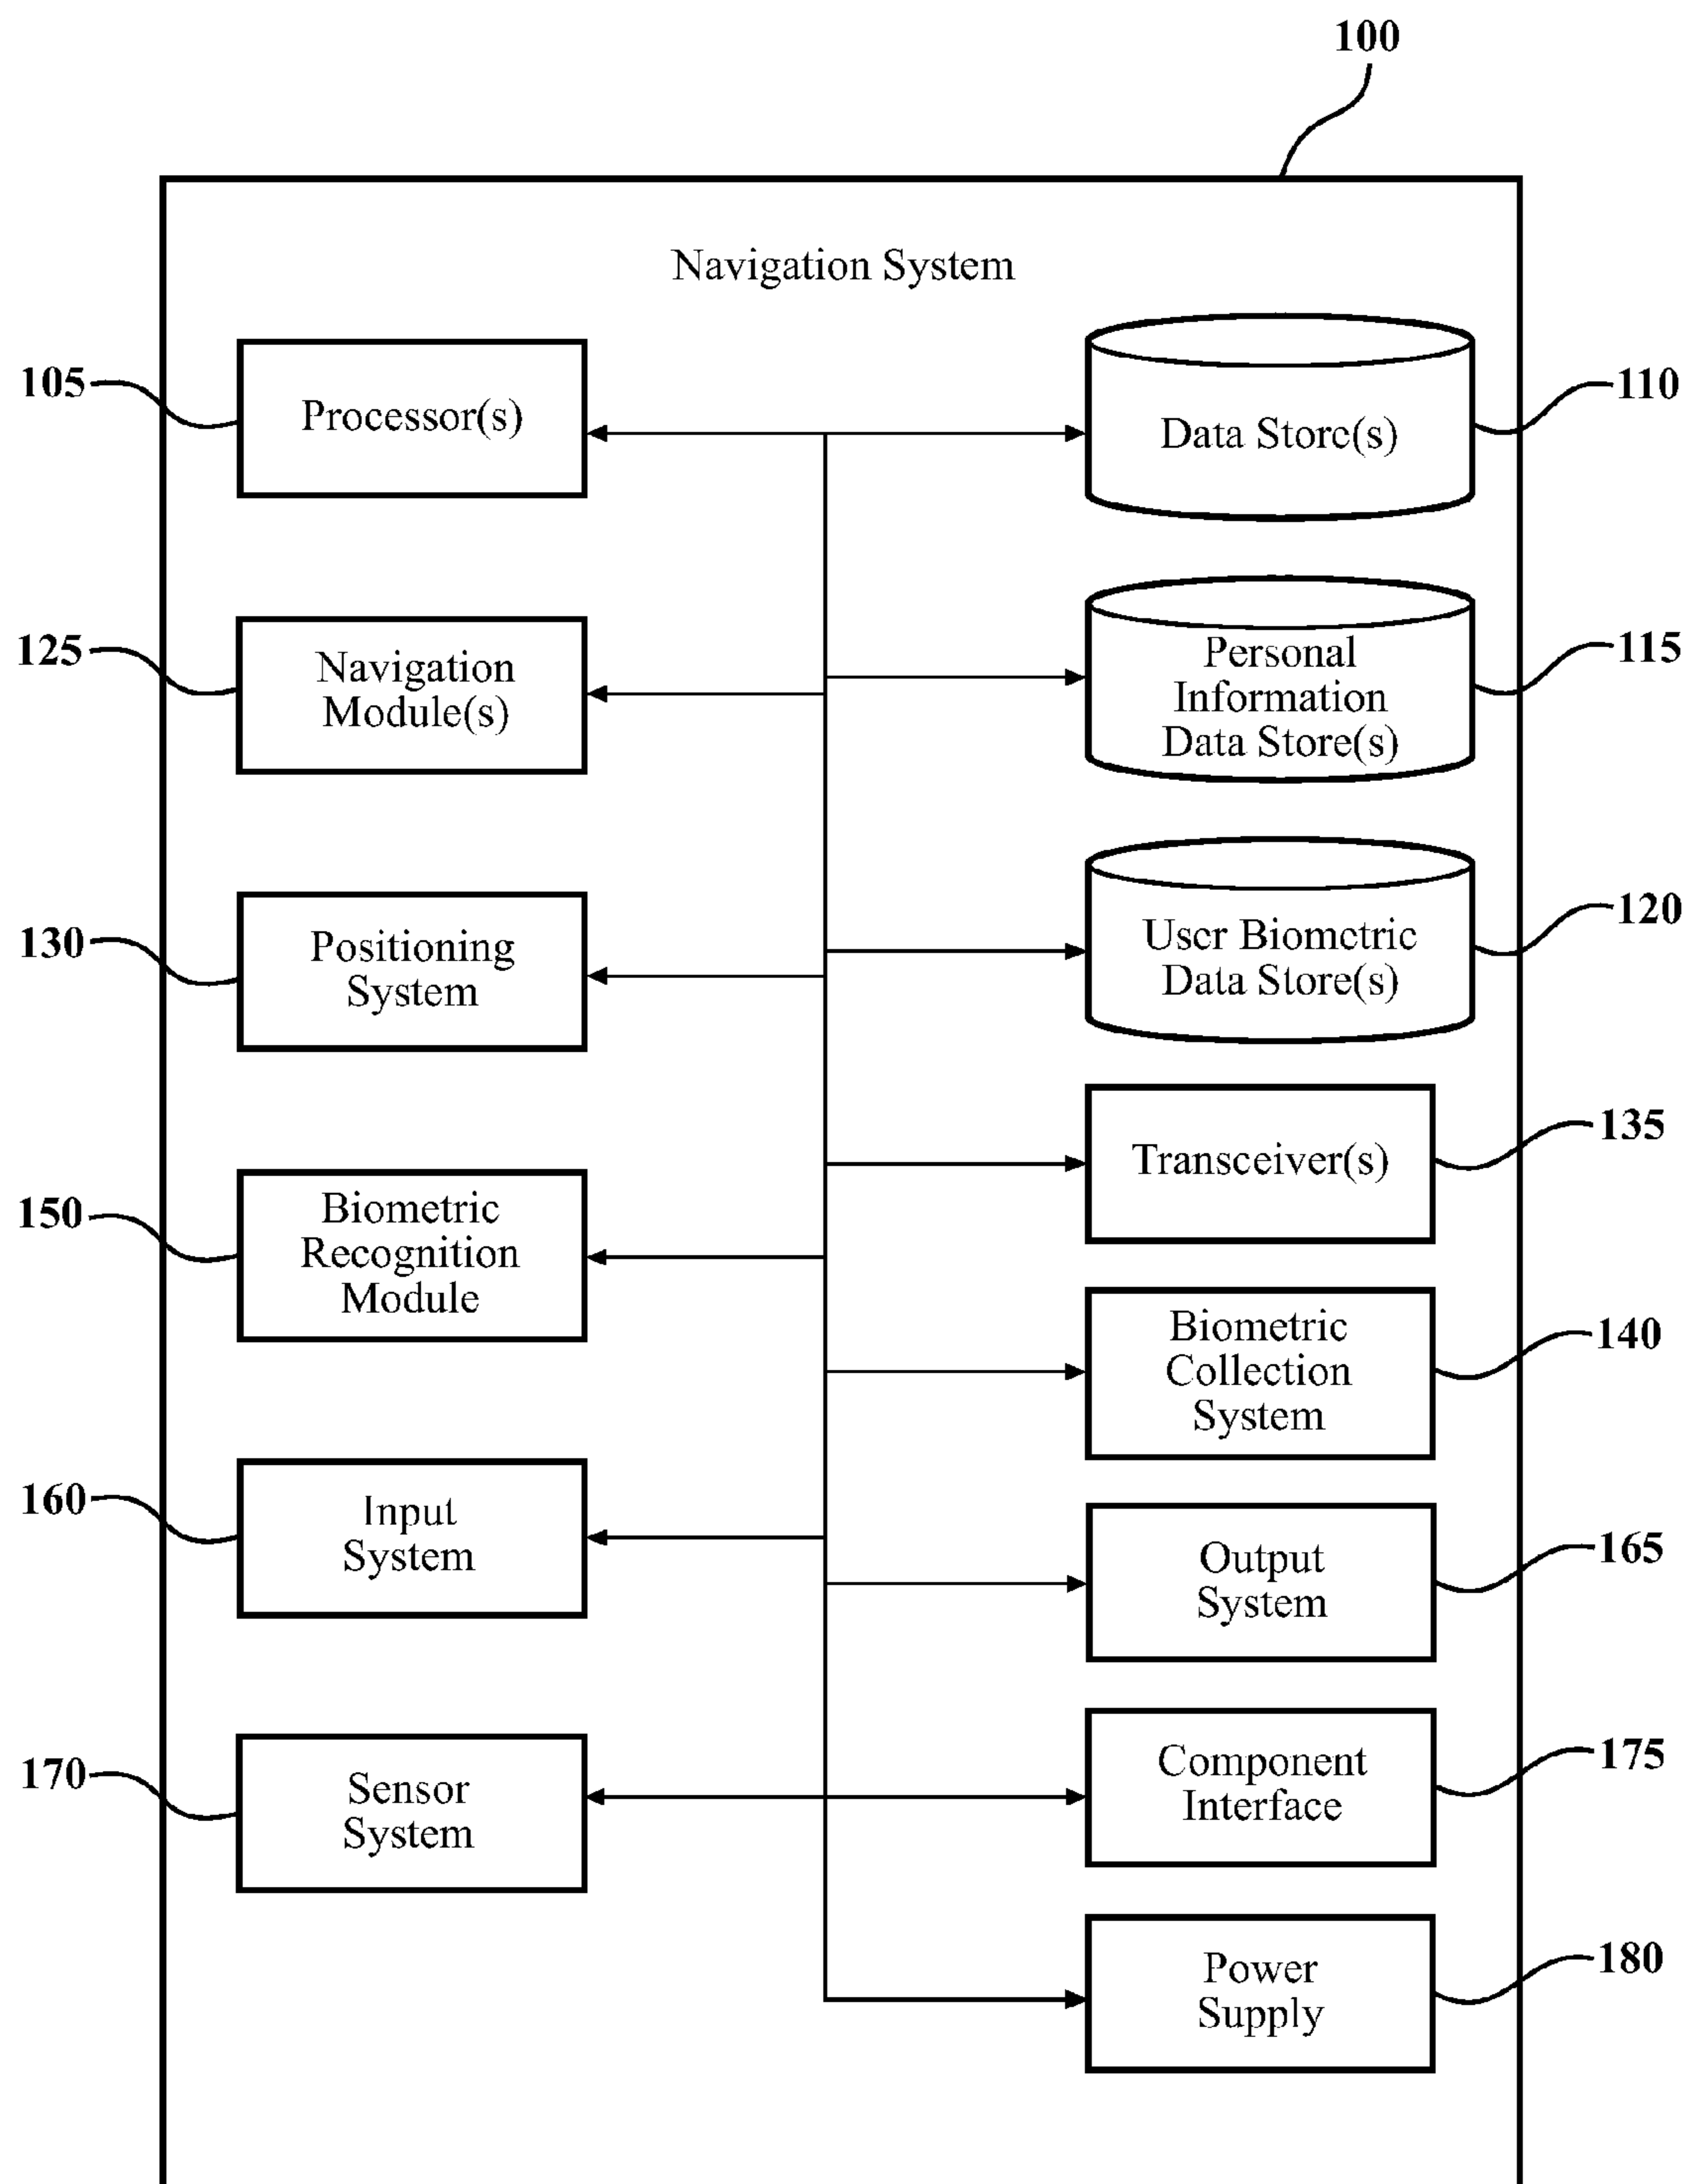 100
Navigation System
105
Processor(s)
Data Store(s)
110
125
Navigation
Module(s)
Personal
Information
Data Store(s)
115
130
Positioning
System
User Biometric
Data Store(s)
120
Transceiver(s)
135
150
Biometric
Recognition
Module
Biometric
Collection
System
140
160
Input
System
Output
System
165
170
Sensor
System
Component
Interface
175
Power
Supply
180